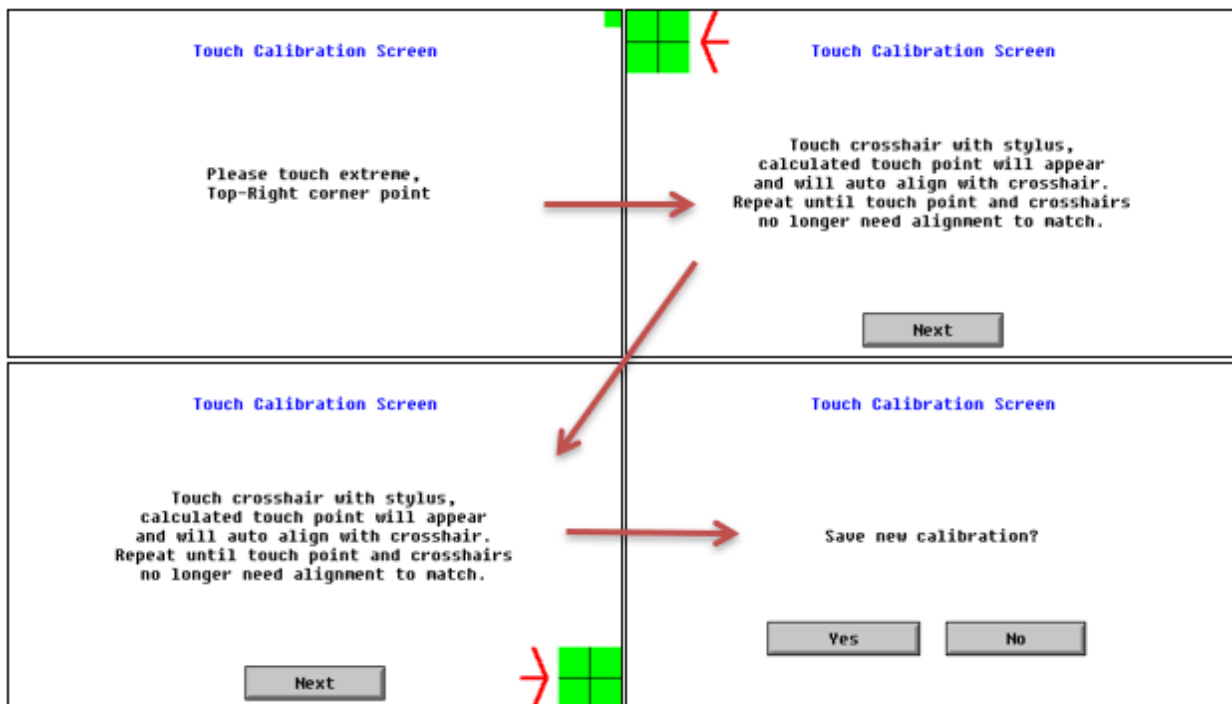 Touch Calibration Screen
Please touch extreme,
Top-Right corner point
Touch Calibration Screen
Touch crosshair with stylus,
calculated touch point will appear
and will auto align with crosshair.
Repeat until touch point and crosshairs
no longer need alignment to match.
Next
Touch Calibration Screen
Touch crosshair with stylus,
calculated touch point will appear
and will auto align with crosshair.
Repeat until touch point and crosshairs
no longer need alignment to match.
Next
Touch Calibration Screen
Save new calibration?
Yes
No